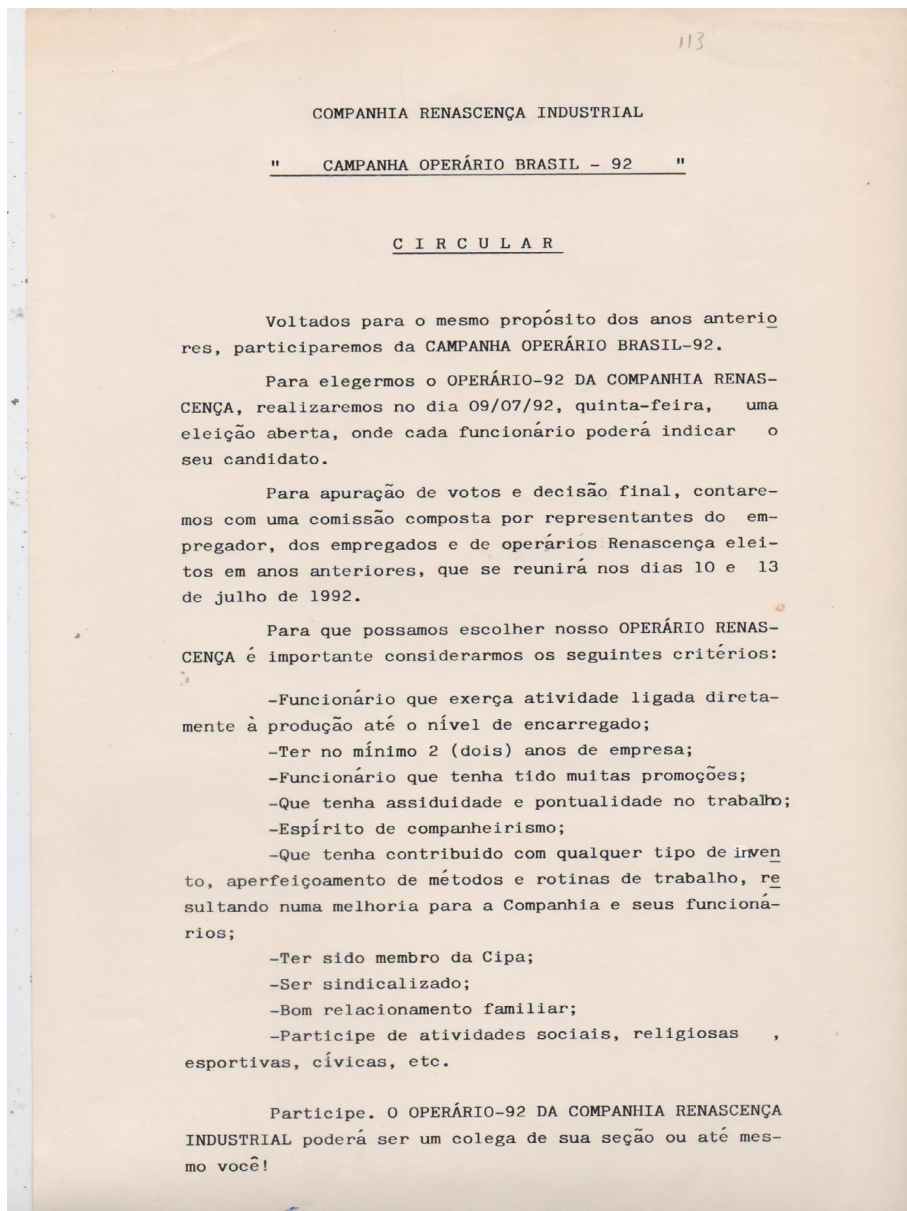 113
COMPANHIA RENASCENÇA INDUSTRIAL
" CAMPANHA OPERÁRIO BRASIL - 92 "
C I R C U L A R
Voltados para o mesmo propósito dos anos anterio
res, participaremos da CAMPANHA OPERÁRIO BRASIL-92.
Para elegermos o OPERÁRIO-92 DA COMPANHIA RENAS-
CENÇA, realizaremos no dia 09/07/92, quinta-feira, uma
eleição aberta, onde cada funcionário poderá indicar o
seu candidato.
Para apuração de votos e decisão final, contare-
mos com uma comissão composta por representantes do em-
pregador, dos empregados e de operários Renascença elei-
tos em anos anteriores, que se reunirá nos dias 10 e 13
de julho de 1992.
Para que possamos escolher nosso OPERÁRIO RENAS-
CENÇA é importante considerarmos os seguintes critérios:
-Funcionário que exerça atividade ligada direta-
mente à produção até o nível de encarregado;
-Ter no mínimo 2 (dois) anos de empresa;
-Funcionário que tenha tido muitas promoções;
-Que tenha assiduidade e pontualidade no trabalho;
-Espírito de companheirismo;
-Que tenha contribuido com qualquer tipo de inven
to, aperfeiçoamento de métodos e rotinas de trabalho, re
sultando numa melhoria para a Companhia e seus funcioná-
rios;
-Ter sido membro da Cipa;
-Ser sindicalizado;
-Bom relacionamento familiar;
-Participe de atividades sociais, religiosas ,
esportivas, cívicas, etc.
Participe. O OPERÁRIO-92 DA COMPANHIA RENASCENÇA
INDUSTRIAL poderá ser um colega de sua seção ou até mes-
mo você!